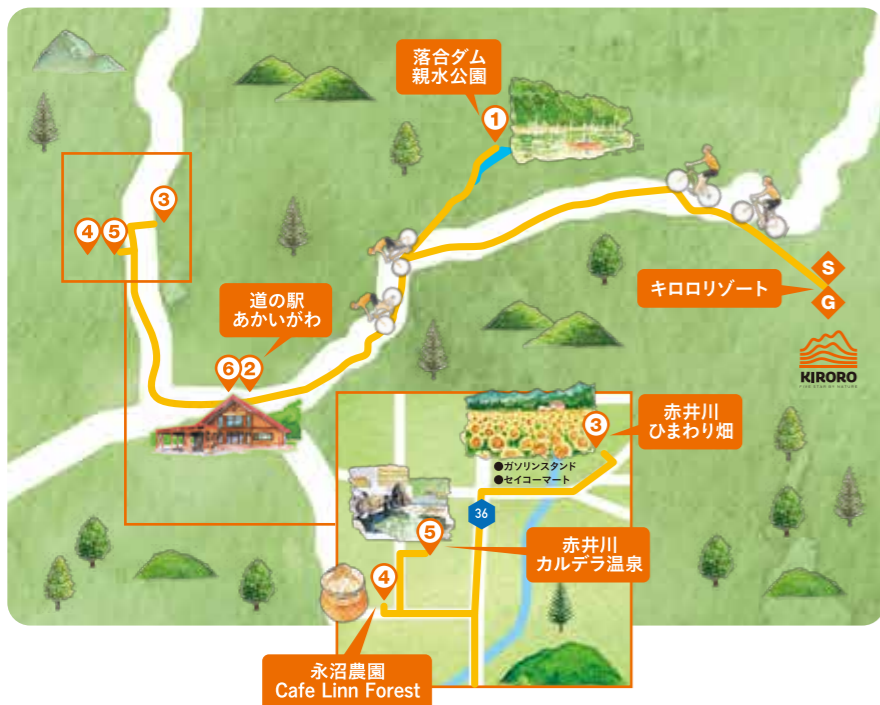 落合ダム
親水公園
1
3
4
5
S
キロロリゾート
G
道の駅
あかいがわ
6
2
KIRORO
3
赤井川
ひまわり畑
●ガソリンスタンド
●セイコーマート
36
5
赤井川
カルデラ温泉
4
永沼農園
Cafe Linn Forest